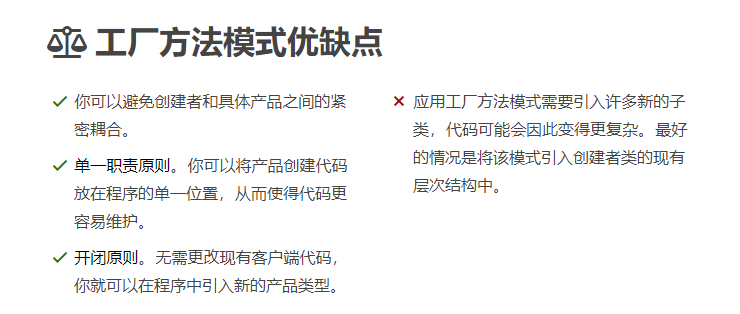 工厂方法模式优缺点
你可以避免创建者和具体产品之间的紧
密耦合。
单一职责原则。你可以将产品创建代码
放在程序的单一位置，从而使得代码更
容易维护。
开闭原则。无需更改现有客户端代码，
你就可以在程序中引入新的产品类型。
应用工厂方法模式需要引入许多新的子
类，代码可能会因此变得更复杂。最好
的情况是将该模式引入创建者类的现有
层次结构中。